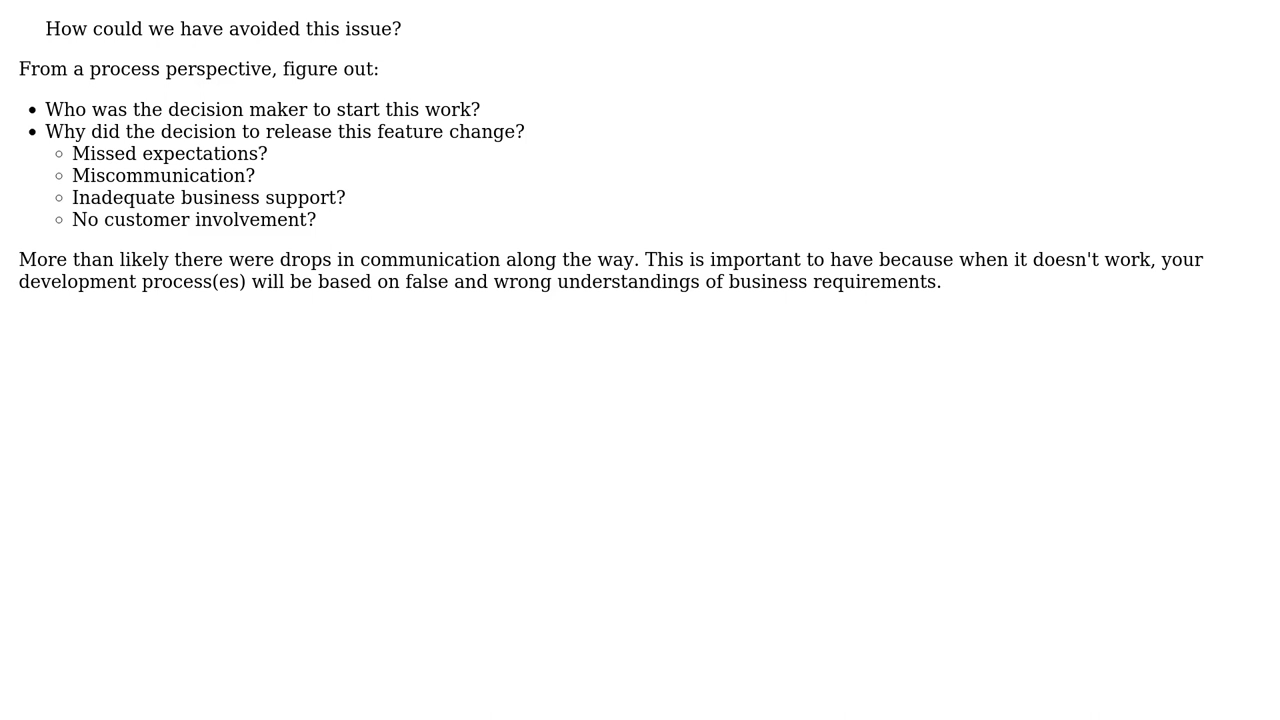 How could we have avoided this issue?
From a process perspective, figure out:
Who was the decision maker to start this work?
Why did the decision to release this feature change?
Missed expectations?
Miscommunication?
Inadequate business support?
No customer involvement?
More than likely there were drops in communication along the way. This is important to have because when it doesn't work, your
development process(es) will be based on false and wrong understandings of business requirements.